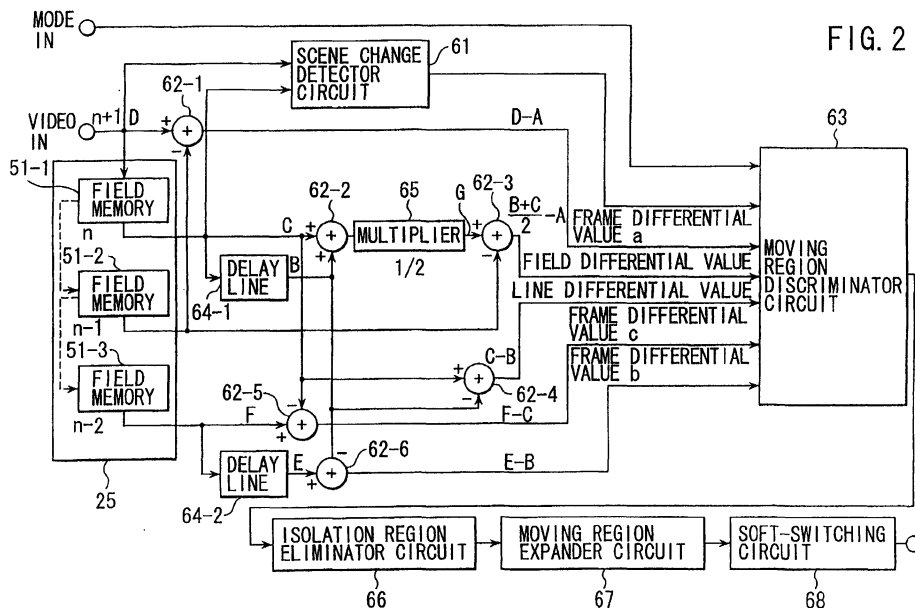 FIG. 2
MODE
IN
61
SCENE CHANGE
DETECTOR
CIRCUIT
62-1
VIDEO
IN
n+1
D
+
+
-
D-A
63
51-1
FIELD
MEMORY
n
62-2
65
62-3
C
+
+
+
MULTIPLIER
1/2
G
+
+
-
B+C
2
-A
FRAME DIFFERENTIAL
VALUE a
51-2
FIELD
MEMORY
n-1
DELAY
LINE
64-1
B
FIELD DIFFERENTIAL VALUE
LINE DIFFERENTIAL VALUE
MOVING
REGION
DISCRIMINATOR
CIRCUIT
FRAME DIFFERENTIAL
VALUE c
51-3
FIELD
MEMORY
n-2
C-B
+
+
-
62-4
FRAME DIFFERENTIAL
VALUE b
62-5
F
-
+
+
F-C
62-6
DELAY
LINE
64-2
E
-
+
+
E-B
25
ISOLATION REGION
ELIMINATOR CIRCUIT
66
MOVING REGION
EXPANDER CIRCUIT
67
SOFT-SWITCHING
CIRCUIT
68